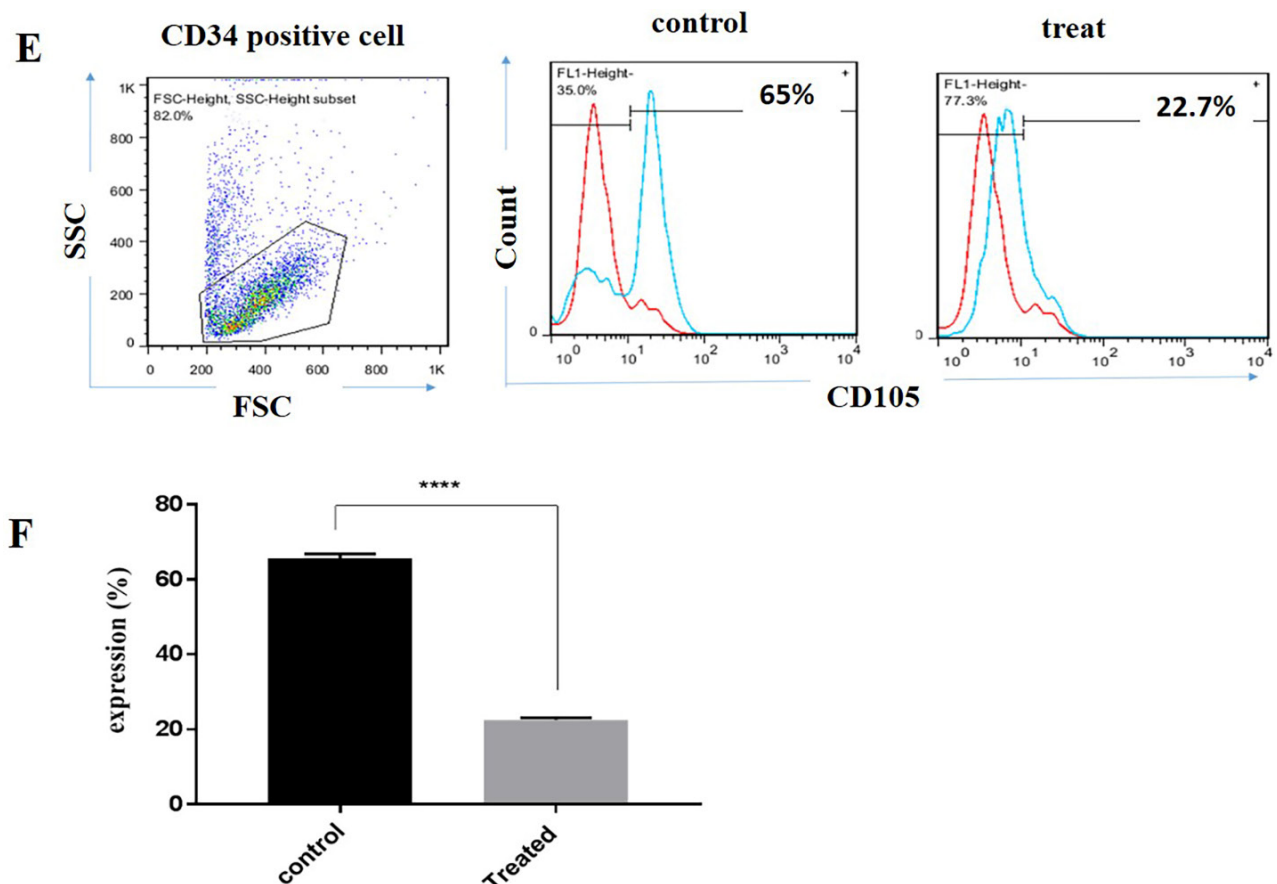 E
CD34 positive cell
control
treat
FSC-Height, SSC-Height subset
82.0%
1K
800
600
400
200
0
0 200 400 600 800 1K
SSC
FSC
FL1-Height-
35.0%
+
65%
Count
0
10^0 10^1 10^2 10^3 10^4
FL1-Height-
77.3%
+
22.7%
0
10^0 10^1 10^2 10^3 10^4
CD105
F
****
expression (%)
80
60
40
20
0
control
Treated